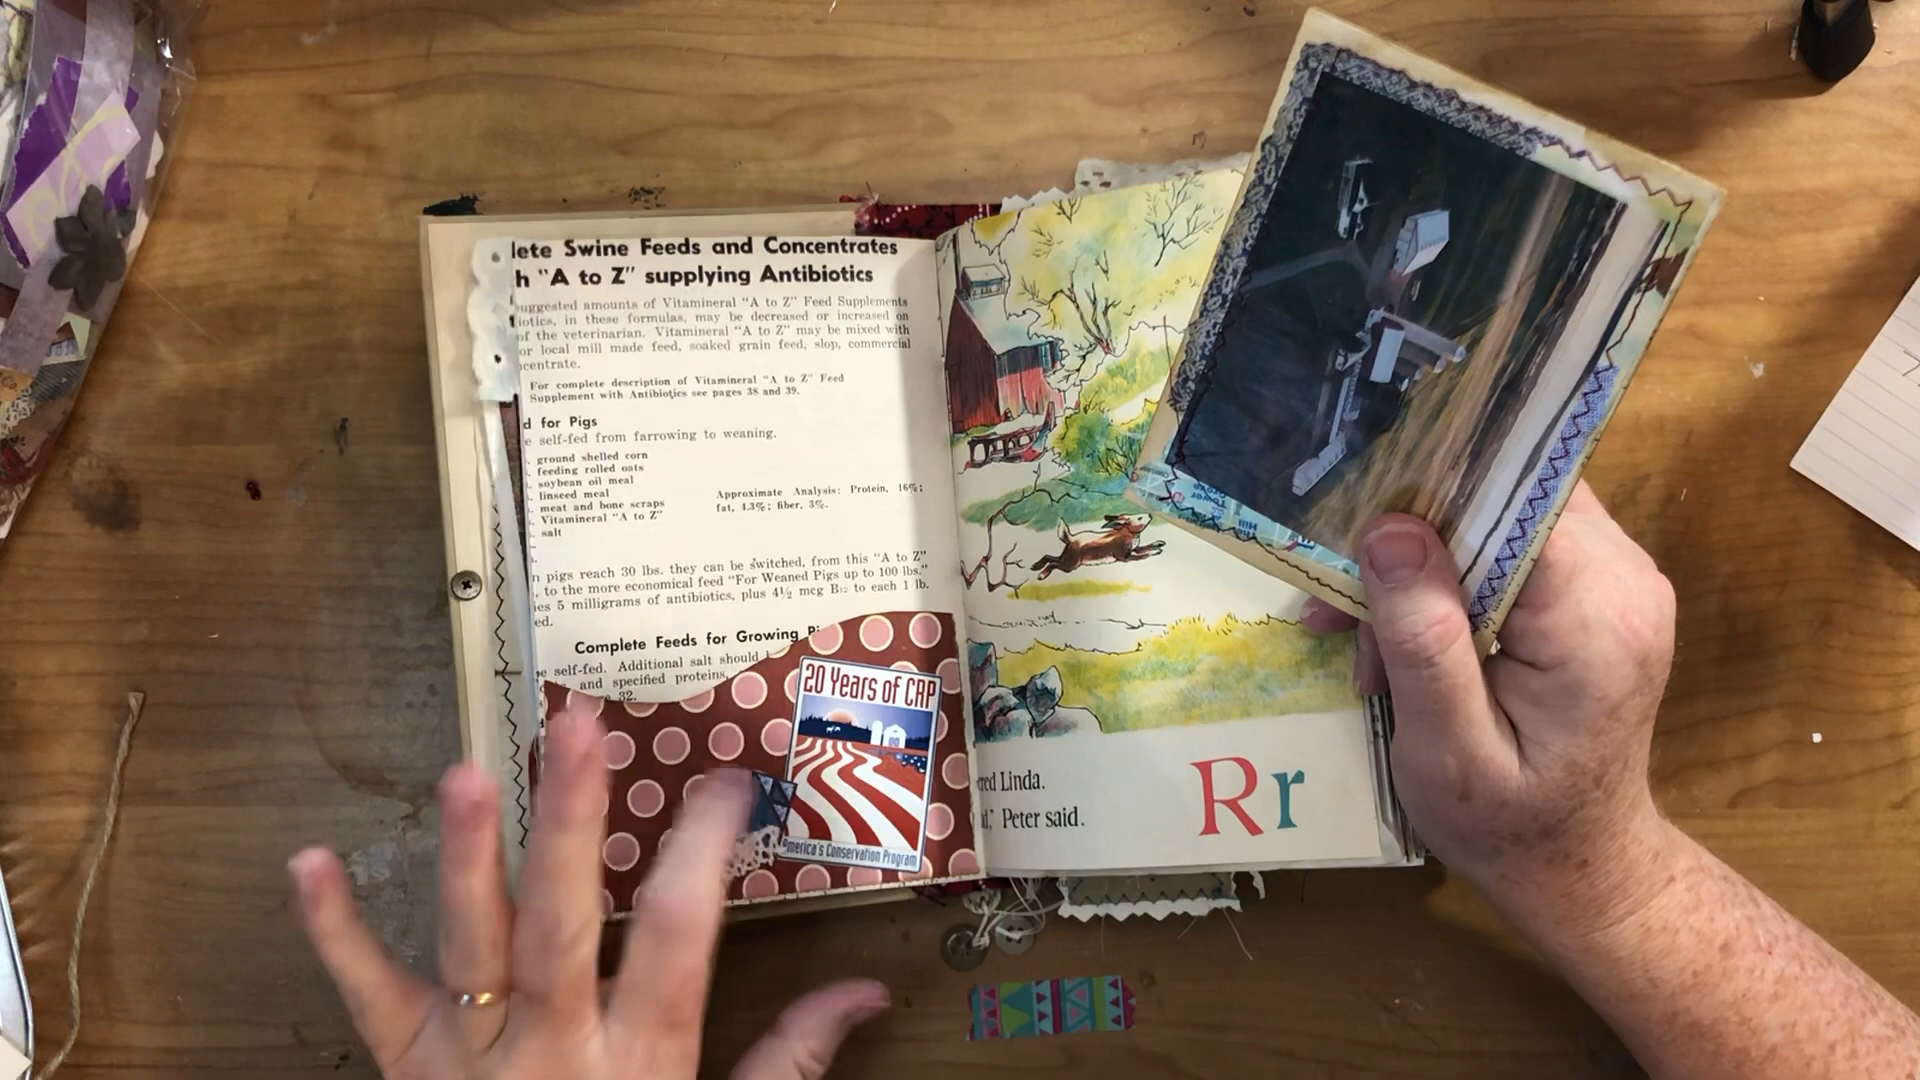 lete Swine Feeds and Concentrates
h "A to Z" supplying Antibiotics
uggested amounts of Vitamineral "A to Z" Feed Supplements
iotics, in these formulas, may be decreased or increased on
of the veterinarian. Vitamineral "A to Z" may be mixed with
or local mill made feed, soaked grain feed, slop, commercial
centrate.
For complete description of Vitamineral "A to Z" Feed
Supplement with Antibiotics see pages 38 and 39.
d for Pigs
e self-fed from farrowing to weaning.
ground shelled corn
feeding rolled oats
soybean oil meal
linseed meal
meat and bone scraps
Vitamineral "A to Z"
salt
Approximate Analysis: Protein, 16%;
fat, 4.3%; fiber, 3%.
n pigs reach 30 lbs. they can be switched, from this "A to Z"
, to the more economical feed "For Weaned Pigs up to 100 lbs."
ies 5 milligrams of antibiotics, plus 4½ mcg B12 to each 1 lb.
ed.
Complete Feeds for Growing Pi
e self-fed. Additional salt should
and specified proteins,
32.
20 Years of CRP
America's Conservation Program
red Linda.
Peter said.
Rr
Hill